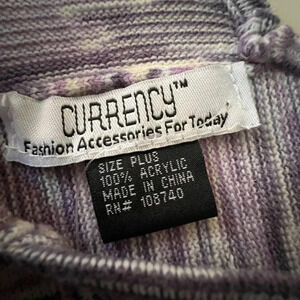 CURRENCY™
Fashion Accessories For Today
SIZE PLUS
100% ACRYLIC
MADE IN CHINA
RN# 108740